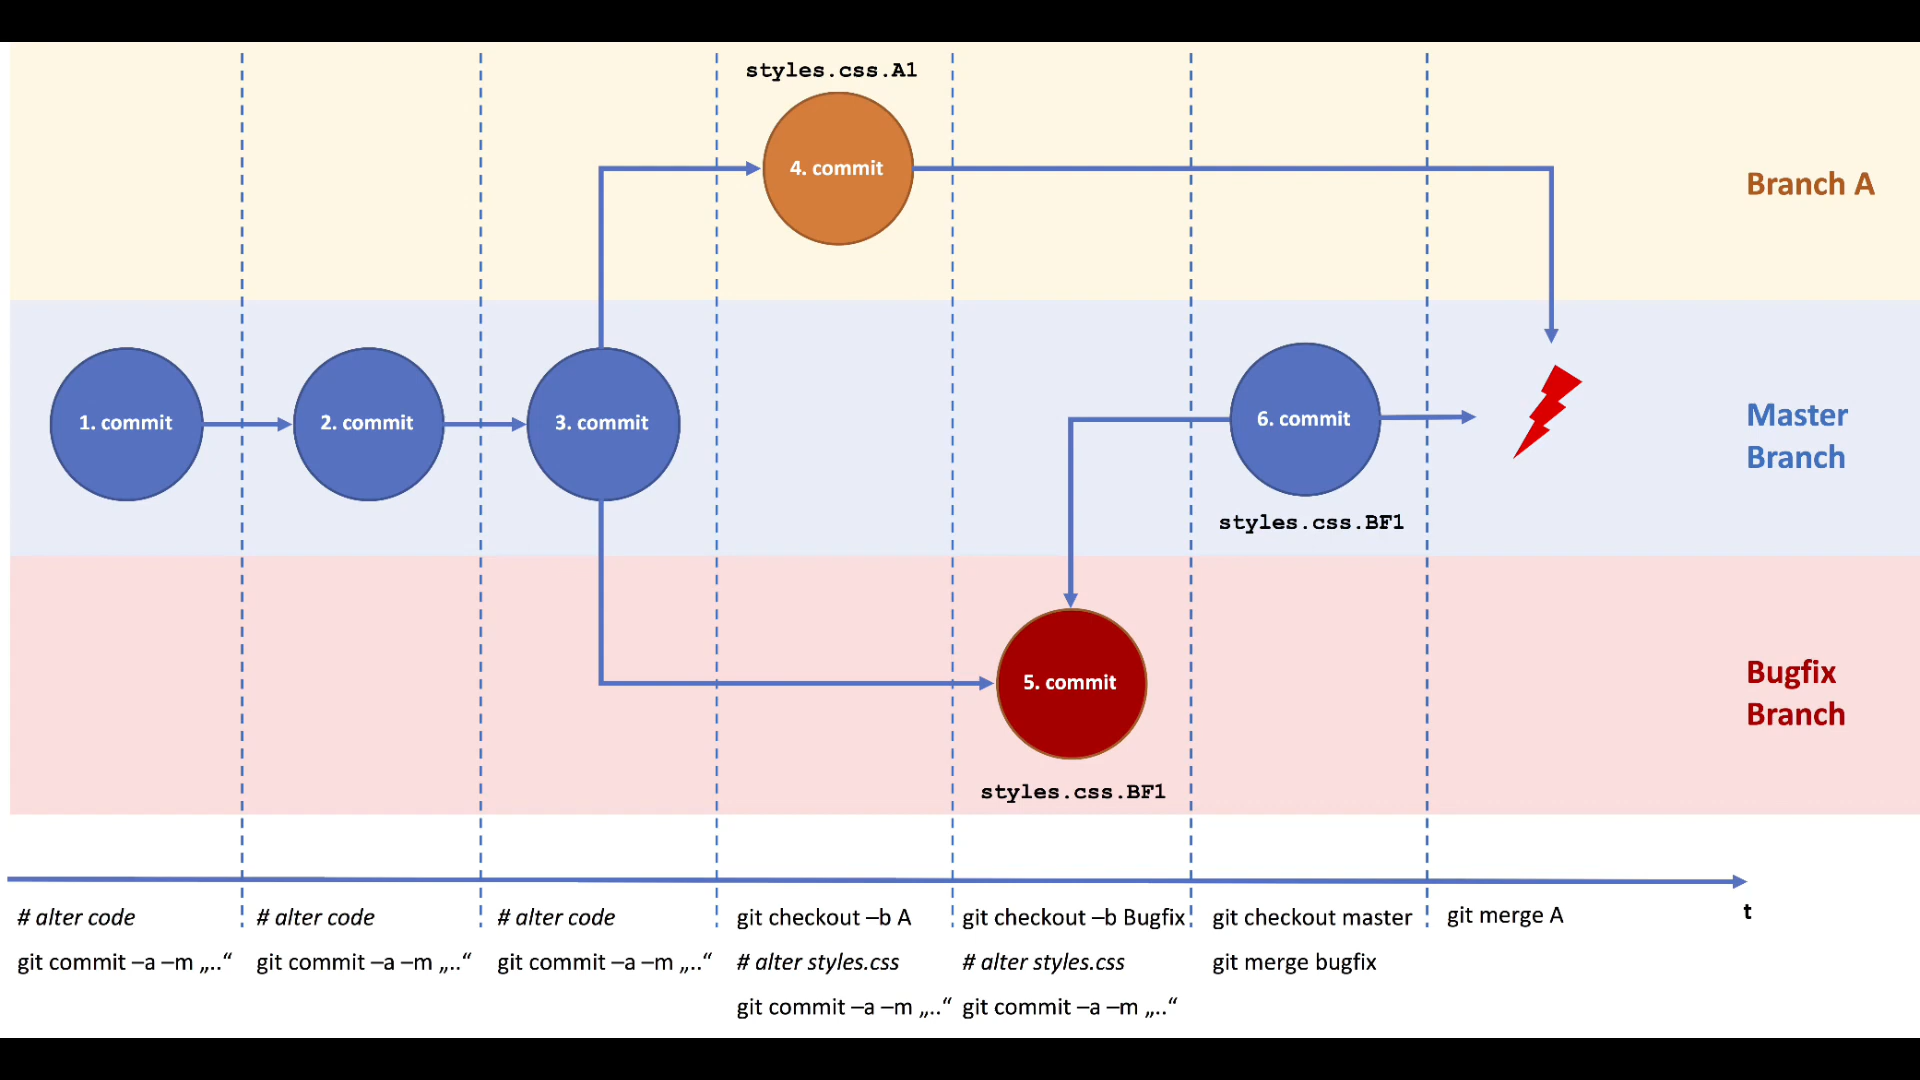 styles.css.A1
4. commit
Branch A
1. commit
2. commit
3. commit
6. commit
Master
Branch
styles.css.BF1
5. commit
Bugfix
Branch
styles.css.BF1
# alter code
git commit –a –m „..“
# alter code
git commit –a –m „..“
# alter code
git commit –a –m „..“
git checkout –b A
# alter styles.css
git commit –a –m „..“
git checkout –b Bugfix
# alter styles.css
git commit –a –m „..“
git checkout master
git merge bugfix
git merge A
t